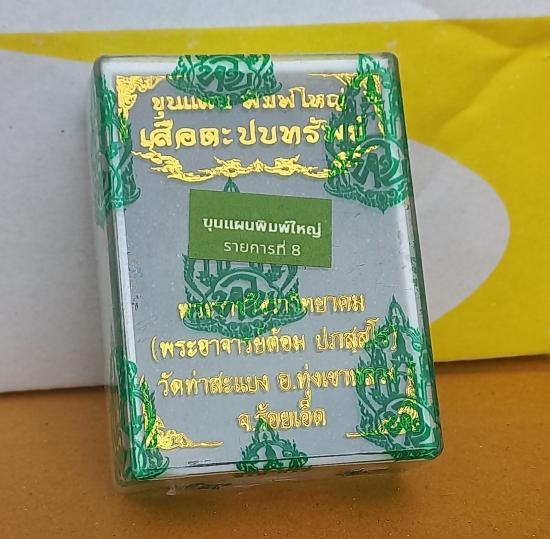 ขุนแผน พิมพ์ใหญ่
เสือตะปบทรัพย์
ขุนแผนพิมพ์ใหญ่
รายการที่ 8
(พระอาจารย์ต้อม ปภสฺสโร)
วัดท่าสะแบง อ.ทุ่งเขาหลวง
จ.ร้อยเอ็ด